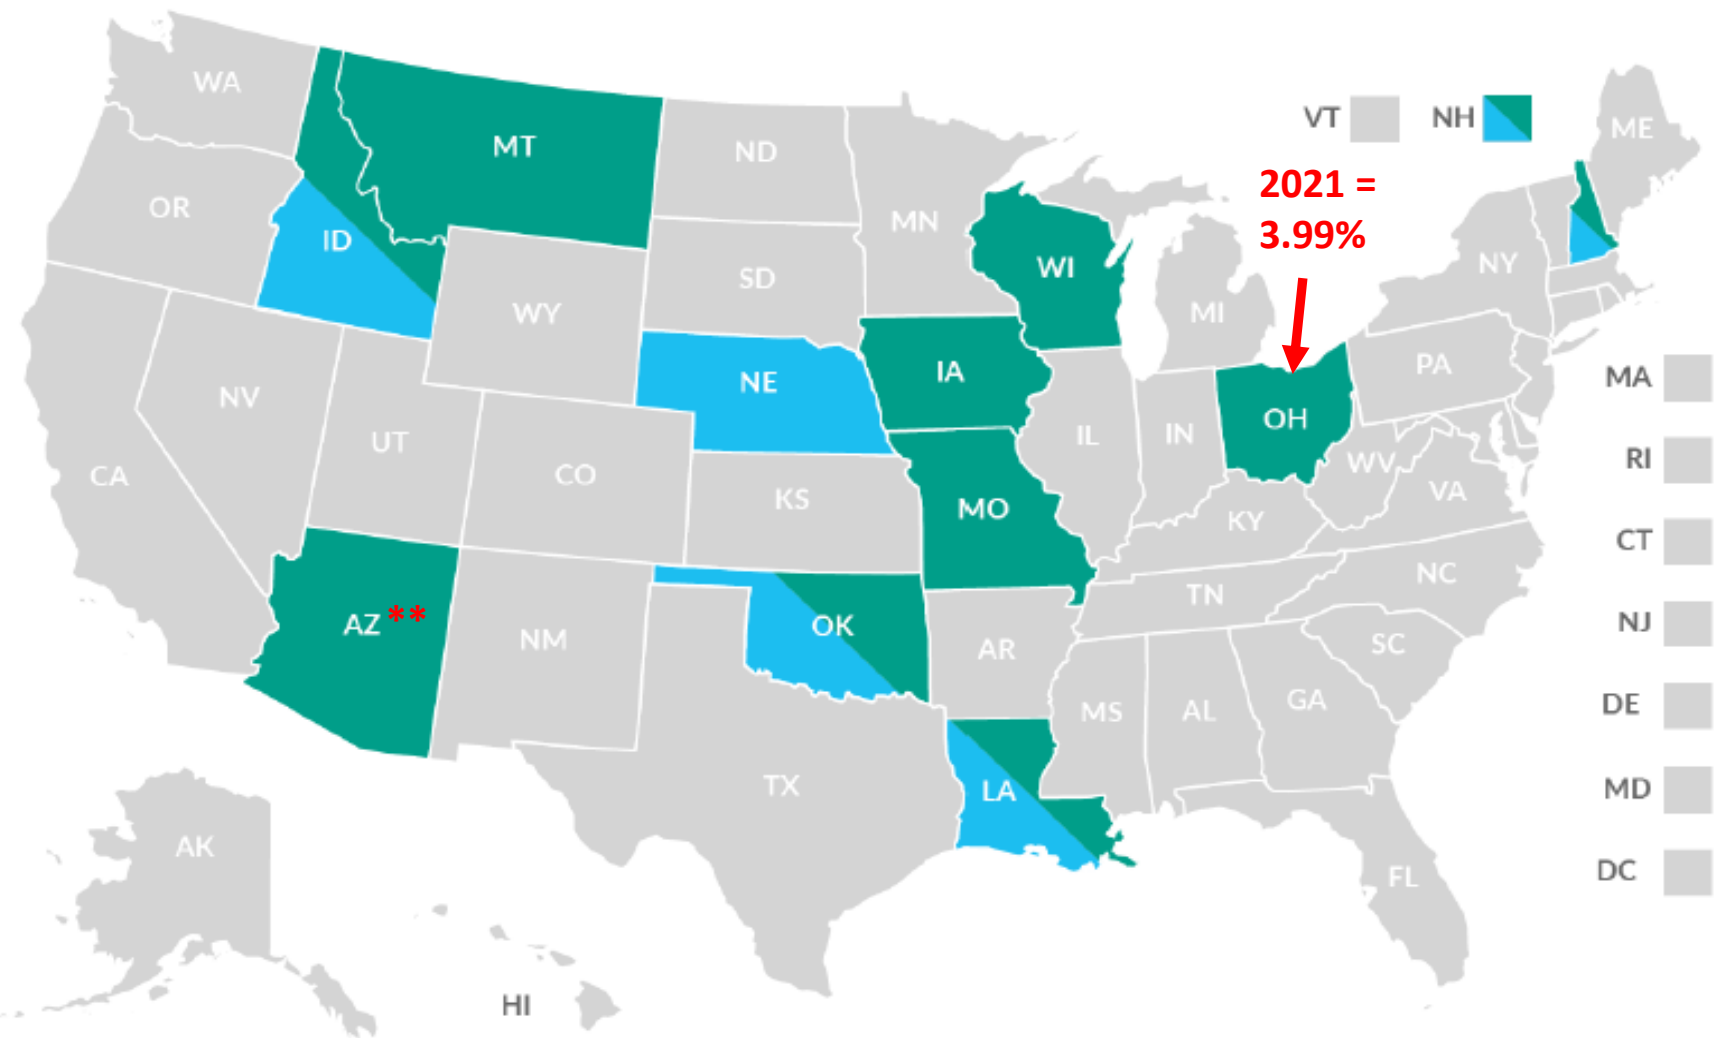 WA
MT
ND
VT
NH
ME
2021 =
3.99%
OR
ID
MN
WI
NY
SD
WY
MI
NE
IA
PA
MA
NV
UT
OH
IL
IN
RI
CA
CO
KS
MO
WV
VA
KY
CT
NC
TN
AZ **
NM
OK
AR
SC
NJ
MS
AL
GA
DE
TX
LA
MD
AK
FL
DC
HI